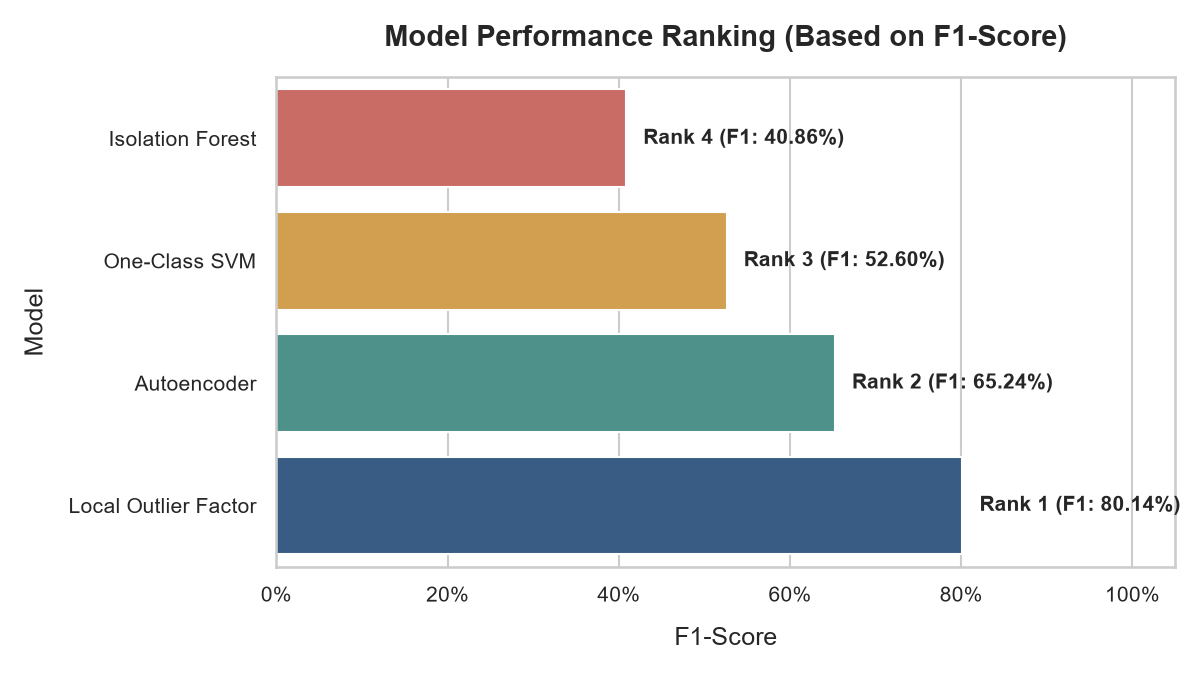 Model Performance Ranking (Based on F1-Score)
Isolation Forest
Rank 4 (F1: 40.86%)
One-Class SVM
Rank 3 (F1: 52.60%)
Model
Autoencoder
Rank 2 (F1: 65.24%)
Local Outlier Factor
Rank 1 (F1: 80.14%)
0% 20% 40% 60% 80% 100%
F1-Score